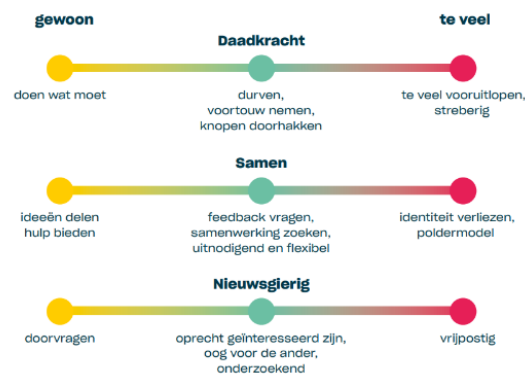 gewoon
te veel
Daadkracht
doen wat moet
durven,
voortouw nemen,
knopen doorhakken
te veel vooruitlopen,
streberig
Samen
ideeën delen
hulp bieden
feedback vragen,
samenwerking zoeken,
uitnodigend en flexibel
identiteit verliezen,
poldermodel
Nieuwsgierig
doorvragen
oprecht geïnteresseerd zijn,
oog voor de ander,
onderzoekend
vrijpostig